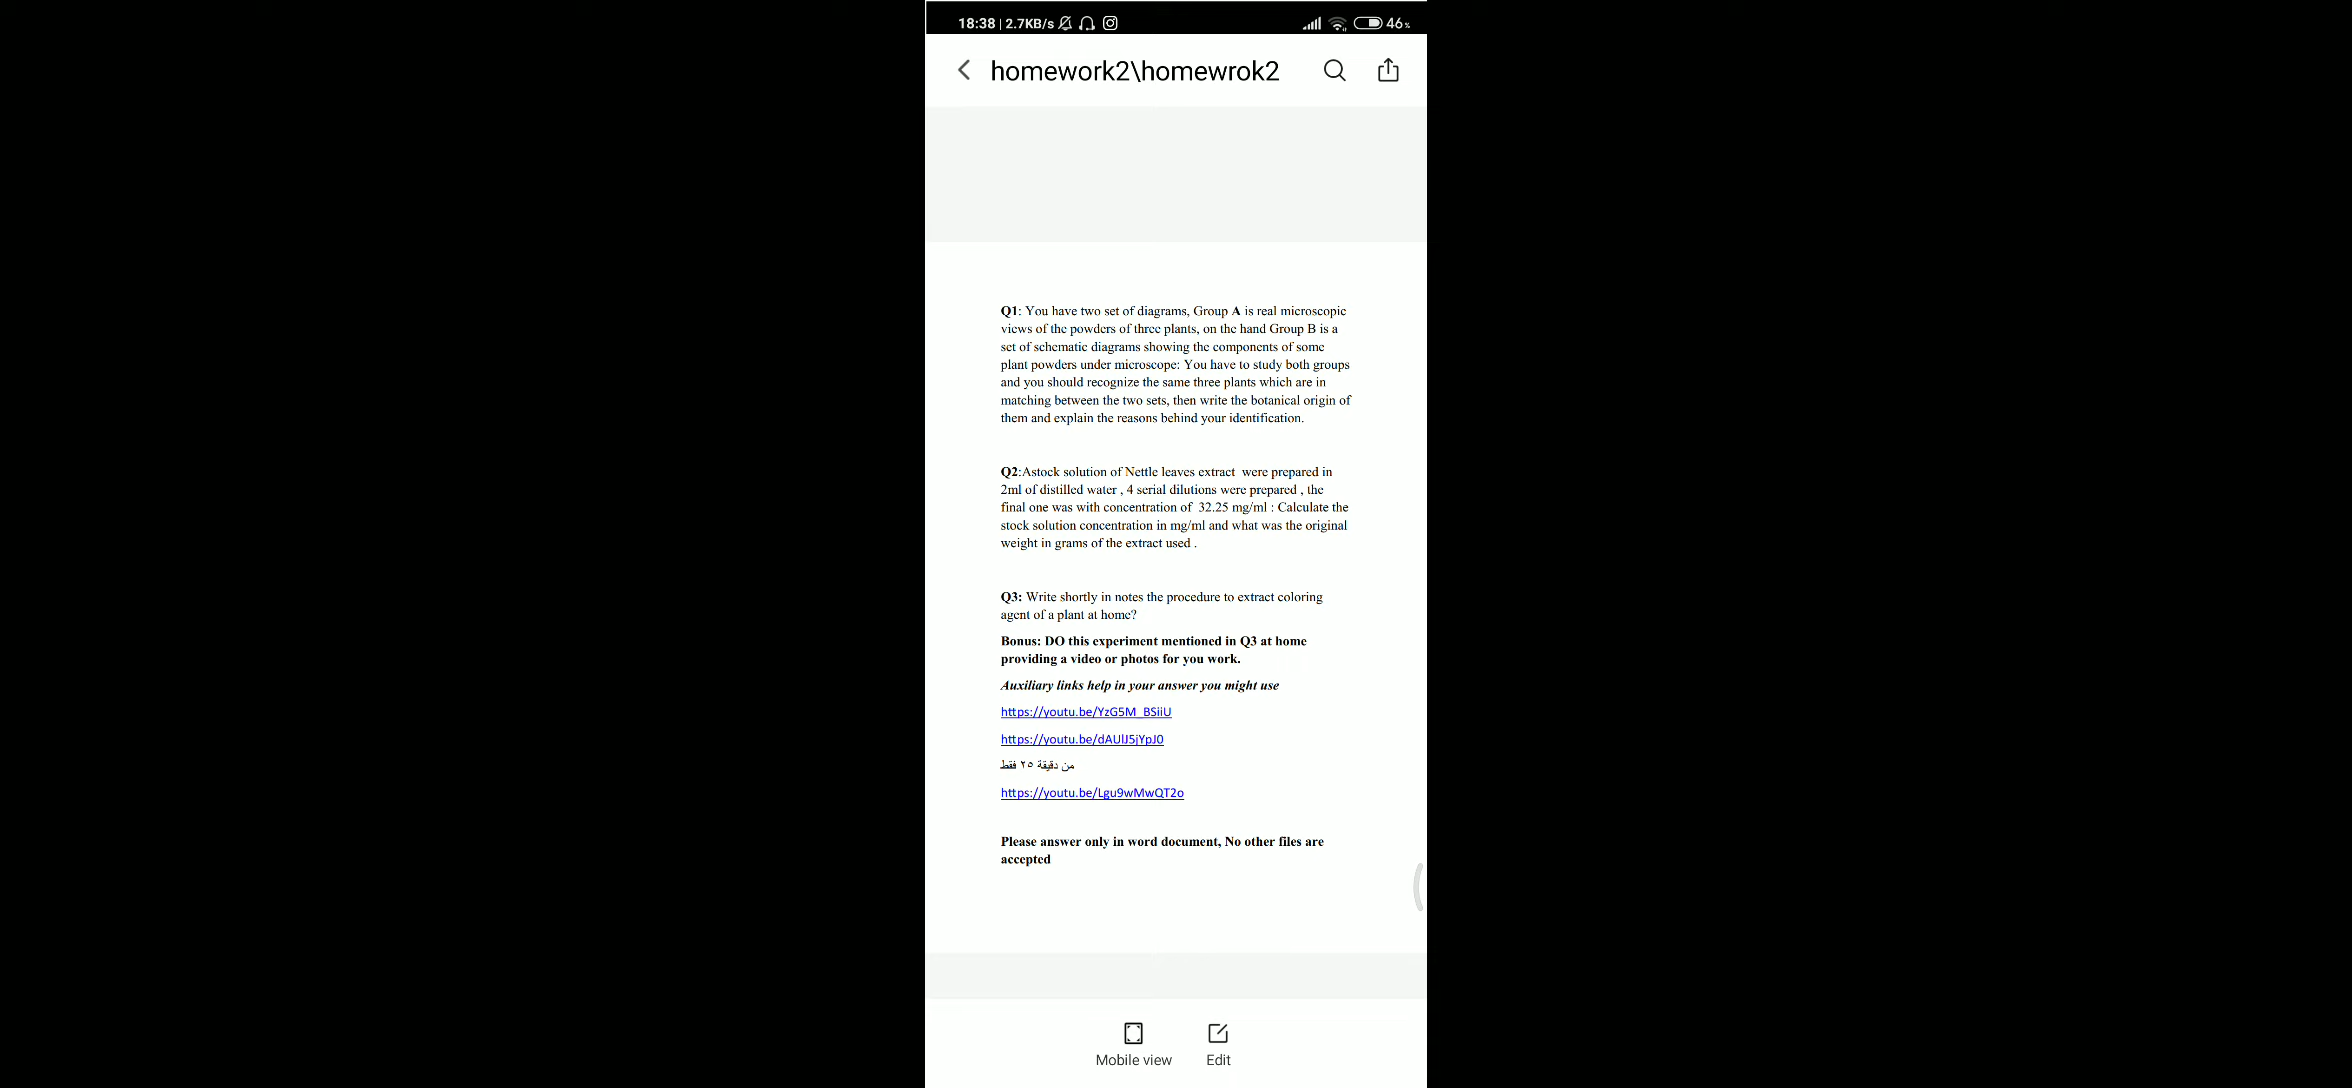 18:38 | 2.7KB/s
46%
homework2\homewrok2
Q1: You have two set of diagrams, Group A is real microscopic
views of the powders of three plants, on the hand Group B is a
set of schematic diagrams showing the components of some
plant powders under microscope: You have to study both groups
and you should recognize the same three plants which are in
matching between the two sets, then write the botanical origin of
them and explain the reasons behind your identification.
Q2:Astock solution of Nettle leaves extract were prepared in
2ml of distilled water , 4 serial dilutions were prepared , the
final one was with concentration of 32.25 mg/ml : Calculate the
stock solution concentration in mg/ml and what was the original
weight in grams of the extract used .
Q3: Write shortly in notes the procedure to extract coloring
agent of a plant at home?
Bonus: DO this experiment mentioned in Q3 at home
providing a video or photos for you work.
Auxiliary links help in your answer you might use
https://youtu.be/YzG5M_BSiiU
https://youtu.be/dAUlJ5jYpJ0
من دقيقة ٢٥ فقط
https://youtu.be/Lgu9wMwQT2o
Please answer only in word document, No other files are
accepted
Mobile view
Edit